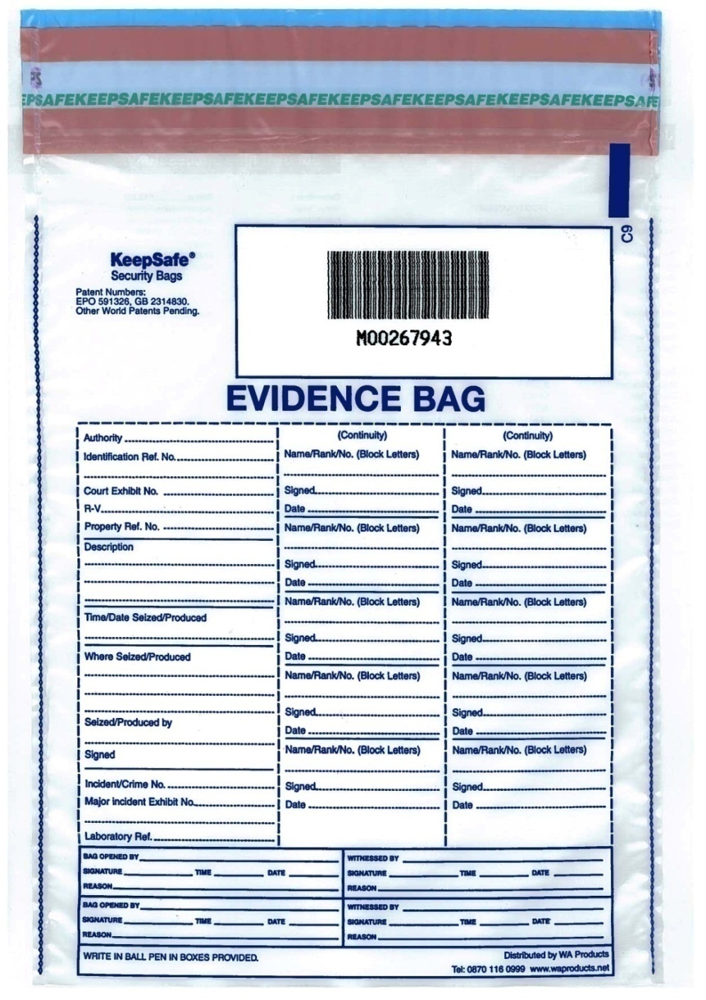 EPSAFEKEEPSAFEKEEPSAFEKEEPSAFEKEEPSAFEKEEPSAFEKEEPSAFE
C9
KeepSafe®
Security Bags
Patent Numbers:
EPO 591326, GB 2314830.
Other World Patents Pending.
M00267943
EVIDENCE BAG
Authority
Identification Ref. No.
Court Exhibit No.
R-V
Property Ref. No.
Description
Time/Date Seized/Produced
Where Seized/Produced
Seized/Produced by
Signed
Incident/Crime No.
Major incident Exhibit No.
Laboratory Ref.
(Continuity)
Name/Rank/No. (Block Letters)
Signed
Date
Name/Rank/No. (Block Letters)
Signed
Date
Name/Rank/No. (Block Letters)
Signed
Date
Name/Rank/No. (Block Letters)
Signed
Date
Name/Rank/No. (Block Letters)
Signed
Date
(Continuity)
Name/Rank/No. (Block Letters)
Signed
Date
Name/Rank/No. (Block Letters)
Signed
Date
Name/Rank/No. (Block Letters)
Signed
Date
Name/Rank/No. (Block Letters)
Signed
Date
Name/Rank/No. (Block Letters)
Signed
Date
BAG OPENED BY
SIGNATURE TIME DATE
REASON
WITNESSED BY
SIGNATURE TIME DATE
REASON
BAG OPENED BY
SIGNATURE TIME DATE
REASON
WITNESSED BY
SIGNATURE TIME DATE
REASON
WRITE IN BALL PEN IN BOXES PROVIDED.
Distributed by WA Products
Tel: 0870 116 0999 www.waproducts.net